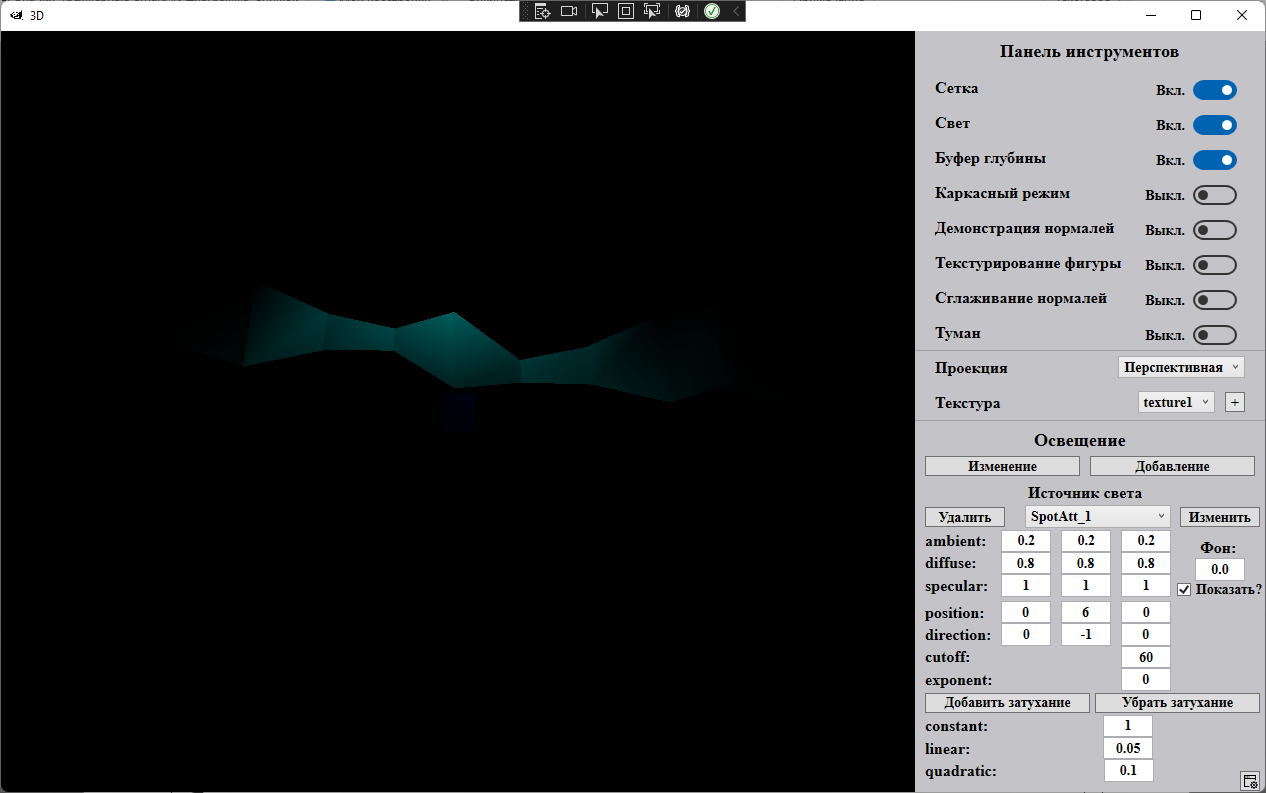 3D
Панель инструментов
Сетка Вкл.
Свет Вкл.
Буфер глубины Вкл.
Каркасный режим Выкл.
Демонстрация нормалей Выкл.
Текстурирование фигуры Выкл.
Сглаживание нормалей Выкл.
Туман Выкл.
Проекция Перспективная
Текстура texture1 +
Освещение
Изменение Добавление
Источник света
Удалить SpotAtt_1 Изменить
ambient: 0.2 0.2 0.2 Фон:
diffuse: 0.8 0.8 0.8 0.0
specular: 1 1 1 Показать?
position: 0 6 0
direction: 0 -1 0
cutoff: 60
exponent: 0
Добавить затухание Убрать затухание
constant: 1
linear: 0.05
quadratic: 0.1